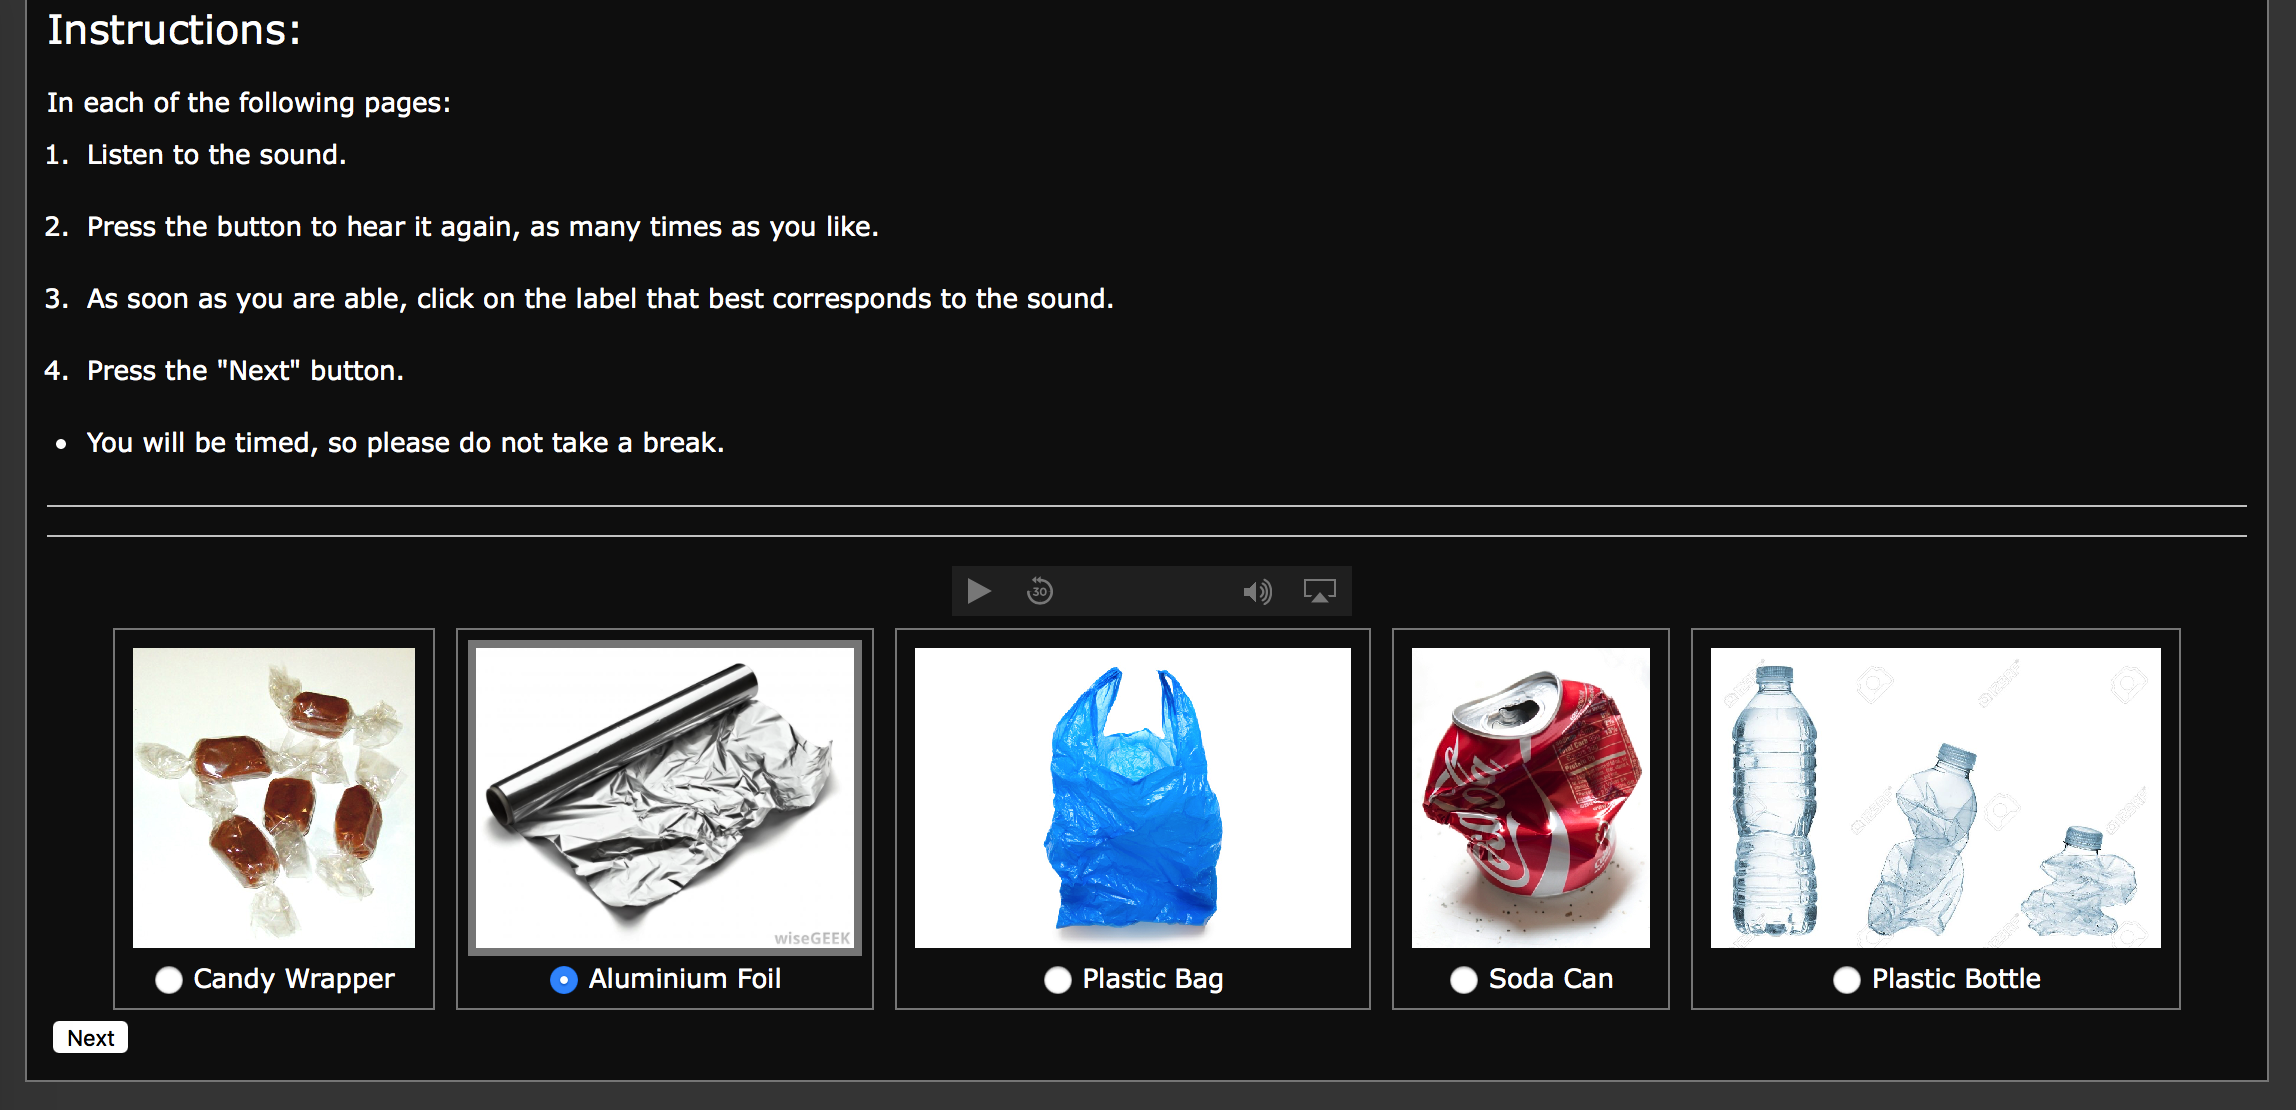 Instructions:
In each of the following pages:
1. Listen to the sound.
2. Press the button to hear it again, as many times as you like.
3. As soon as you are able, click on the label that best corresponds to the sound.
4. Press the "Next" button.
• You will be timed, so please do not take a break.
30
wiseGEEK
Candy Wrapper
Aluminium Foil
Plastic Bag
Soda Can
Plastic Bottle
Next